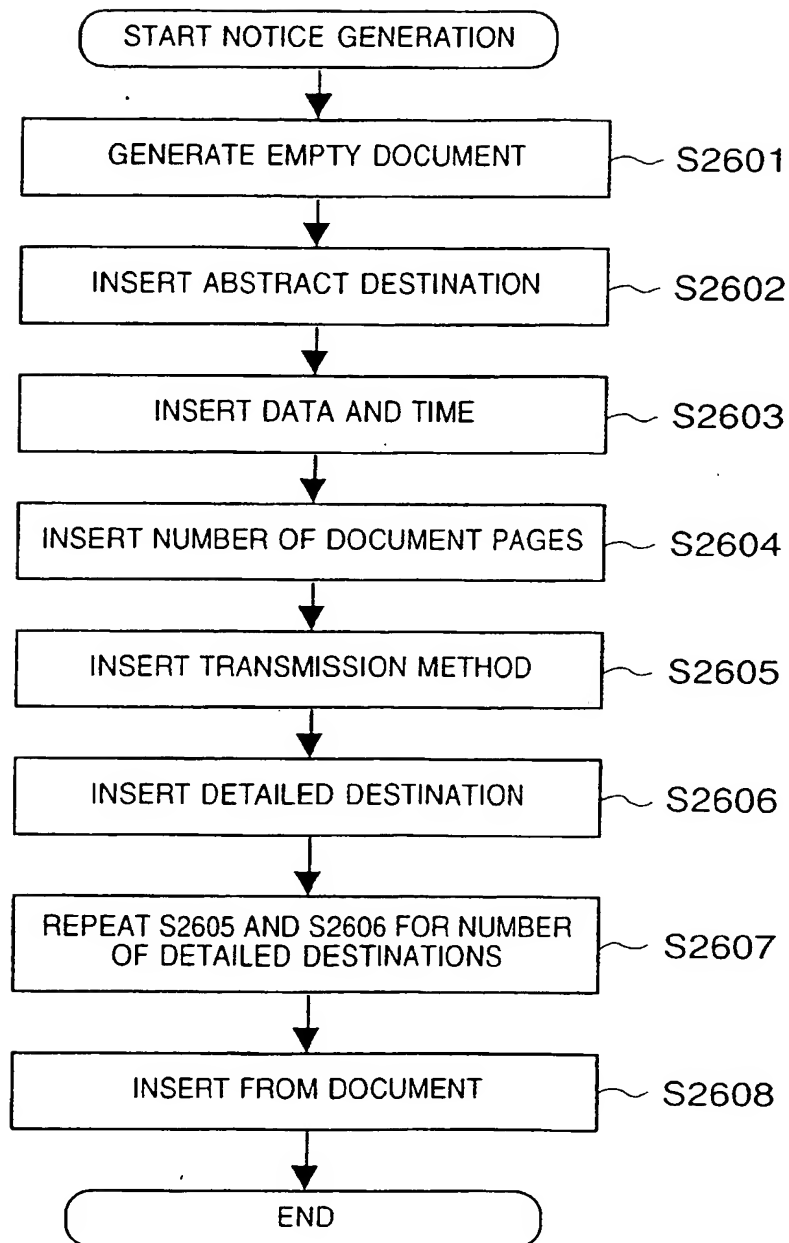 START NOTICE GENERATION
GENERATE EMPTY DOCUMENT
S2601
INSERT ABSTRACT DESTINATION
S2602
INSERT DATA AND TIME
S2603
INSERT NUMBER OF DOCUMENT PAGES
S2604
INSERT TRANSMISSION METHOD
S2605
INSERT DETAILED DESTINATION
S2606
REPEAT S2605 AND S2606 FOR NUMBER
OF DETAILED DESTINATIONS
S2607
INSERT FROM DOCUMENT
S2608
END